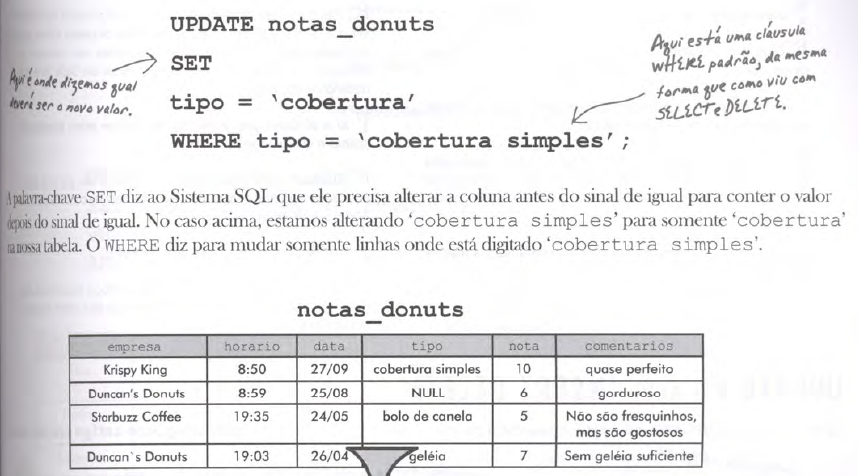 UPDATE notas_donuts
SET
tipo = 'cobertura'
WHERE tipo = 'cobertura simples';
Aqui é onde dizemos qual
deverá ser o novo valor.
Aqui está uma cláusula
WHERE padrão, da mesma
forma que como viu com
SELECT e DELETE.
A palavra-chave SET diz ao Sistema SQL que ele precisa alterar a coluna antes do sinal de igual para conter o valor
depois do sinal de igual. No caso acima, estamos alterando 'cobertura simples' para somente 'cobertura'
na nossa tabela. O WHERE diz para mudar somente linhas onde está digitado 'cobertura simples'.
notas_donuts
empresa horario data tipo nota comentarios
Krispy King 8:50 27/09 cobertura simples 10 quase perfeito
Duncan's Donuts 8:59 25/08 NULL 6 gorduroso
Starbuzz Coffee 19:35 24/05 bolo de canela 5 Não são fresquinhos,
mas são gostosos
Duncan`s Donuts 19:03 26/04 geléia 7 Sem geléia suficiente